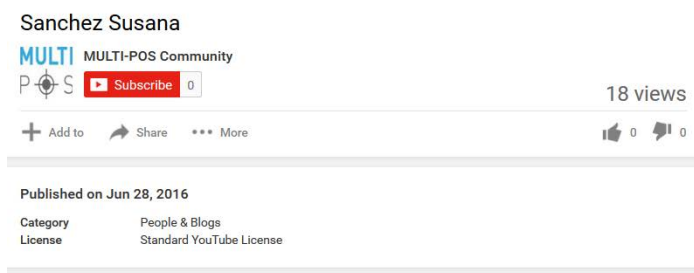 Sanchez Susana
MULTI
POS
MULTI-POS Community
Subscribe 0
18 views
Add to Share More 0 0
Published on Jun 28, 2016
Category People & Blogs
License Standard YouTube License